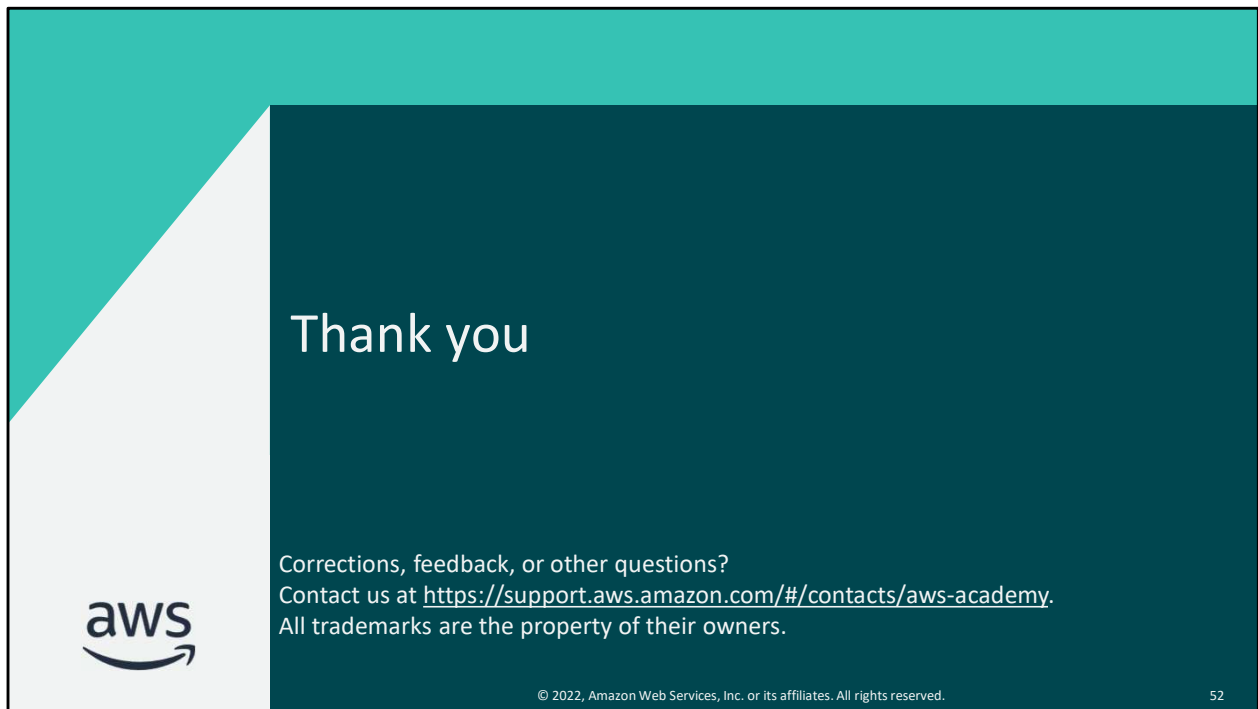 Thank you
Corrections, feedback, or other questions?
Contact us at https://support.aws.amazon.com/#/contacts/aws-academy.
All trademarks are the property of their owners.
aws
© 2022, Amazon Web Services, Inc. or its affiliates. All rights reserved.
52